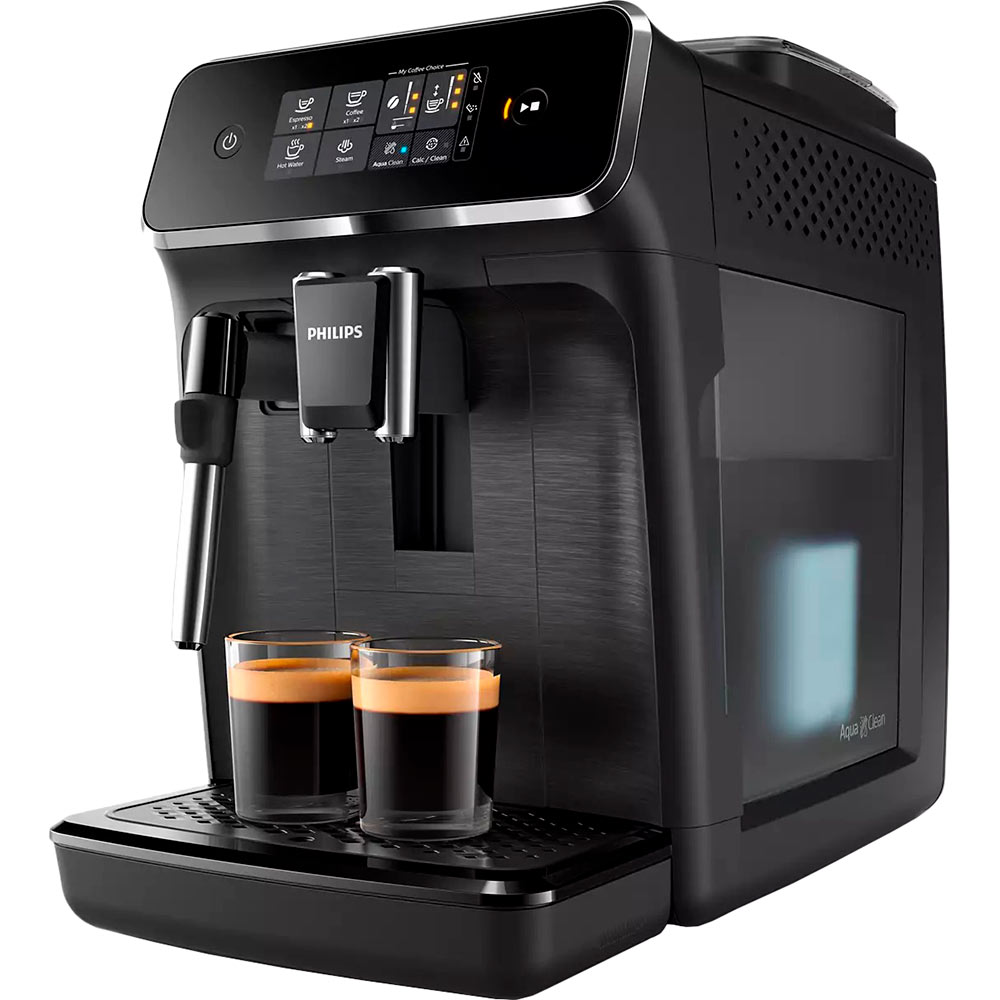 My Coffee Choice
Espresso
x1 x2
Coffee
x1 x2
Hot Water
Steam
Aqua Clean
Calc / Clean
PHILIPS
Aqua Clean